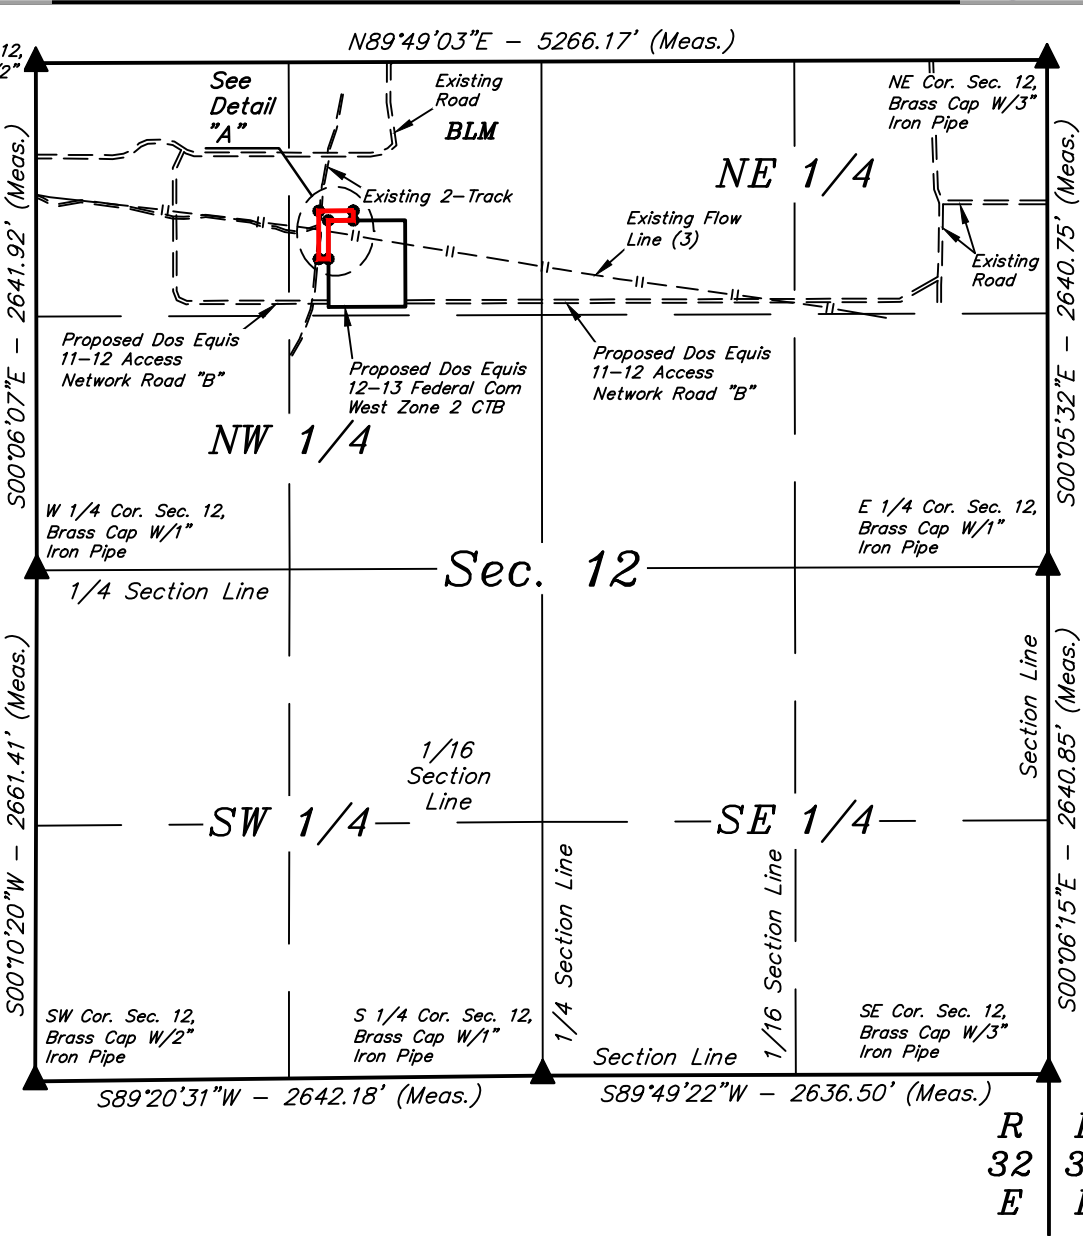 N89°49'03"E - 5266.17' (Meas.)
12,
/2"
See
Detail
"A"
Existing
Road
BLM
NE Cor. Sec. 12,
Brass Cap W/3"
Iron Pipe
NE 1/4
Existing 2-Track
Existing Flow
Line (3)
Existing
Road
S00°06'07"E - 2641.92' (Meas.)
S00°05'32"E - 2640.75' (Meas.)
Proposed Dos Equis
11-12 Access
Network Road "B"
Proposed Dos Equis
12-13 Federal Com
West Zone 2 CTB
Proposed Dos Equis
11-12 Access
Network Road "B"
NW 1/4
W 1/4 Cor. Sec. 12,
Brass Cap W/1"
Iron Pipe
E 1/4 Cor. Sec. 12,
Brass Cap W/1"
Iron Pipe
Sec. 12
1/4 Section Line
S00°10'20"W - 2661.41' (Meas.)
Section Line
S00°06'15"E - 2640.85' (Meas.)
1/16
Section
Line
SW 1/4
SE 1/4
1/4 Section Line
1/16 Section Line
SW Cor. Sec. 12,
Brass Cap W/2"
Iron Pipe
S 1/4 Cor. Sec. 12,
Brass Cap W/1"
Iron Pipe
SE Cor. Sec. 12,
Brass Cap W/3"
Iron Pipe
Section Line
S89°20'31"W - 2642.18' (Meas.)
S89°49'22"W - 2636.50' (Meas.)
R
32
E
3